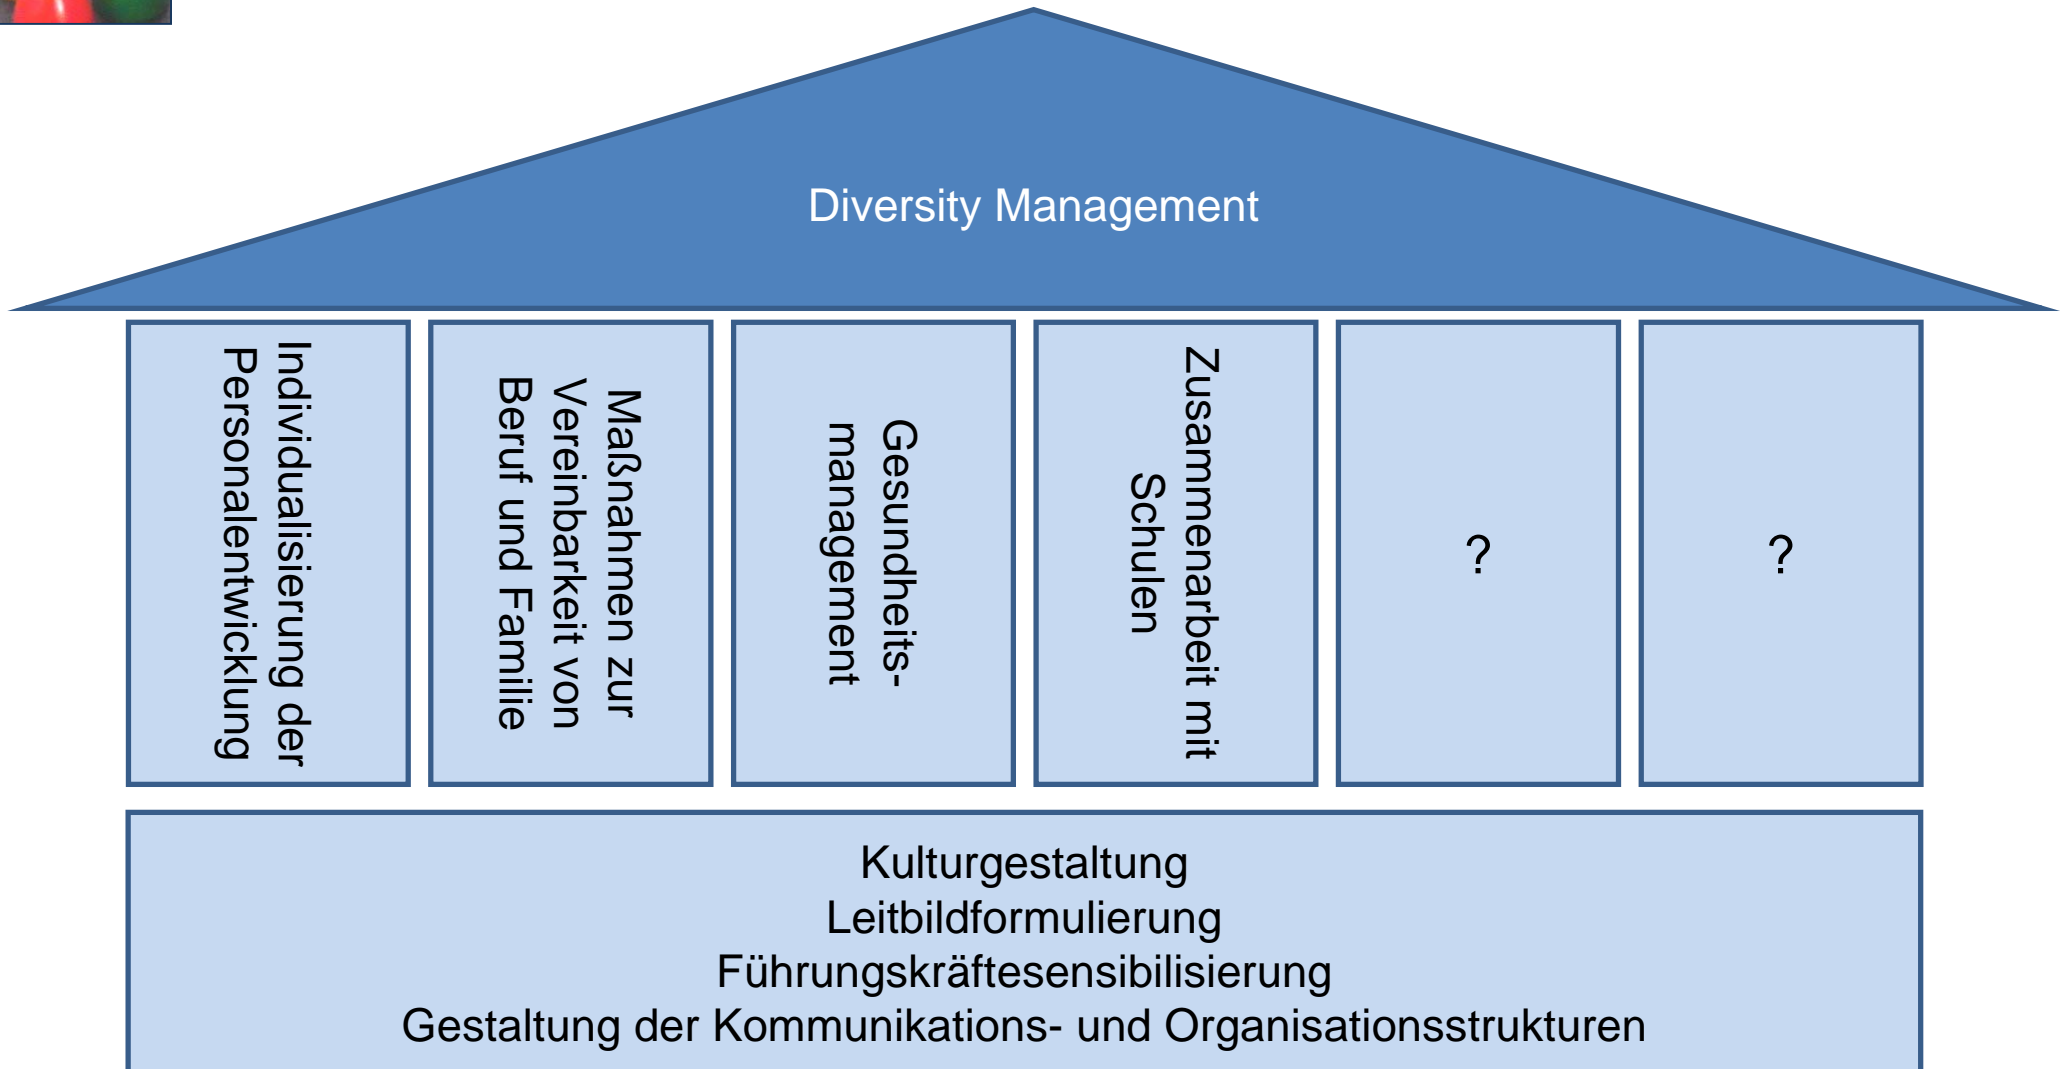 Diversity Management
Individualisierung der
Personalentwicklung
Maßnahmen zur
Vereinbarkeit von
Beruf und Familie
Gesundheits-
management
Zusammenarbeit mit
Schulen
?
?
Kulturgestaltung
Leitbildformulierung
Führungskräftesensibilisierung
Gestaltung der Kommunikations- und Organisationsstrukturen